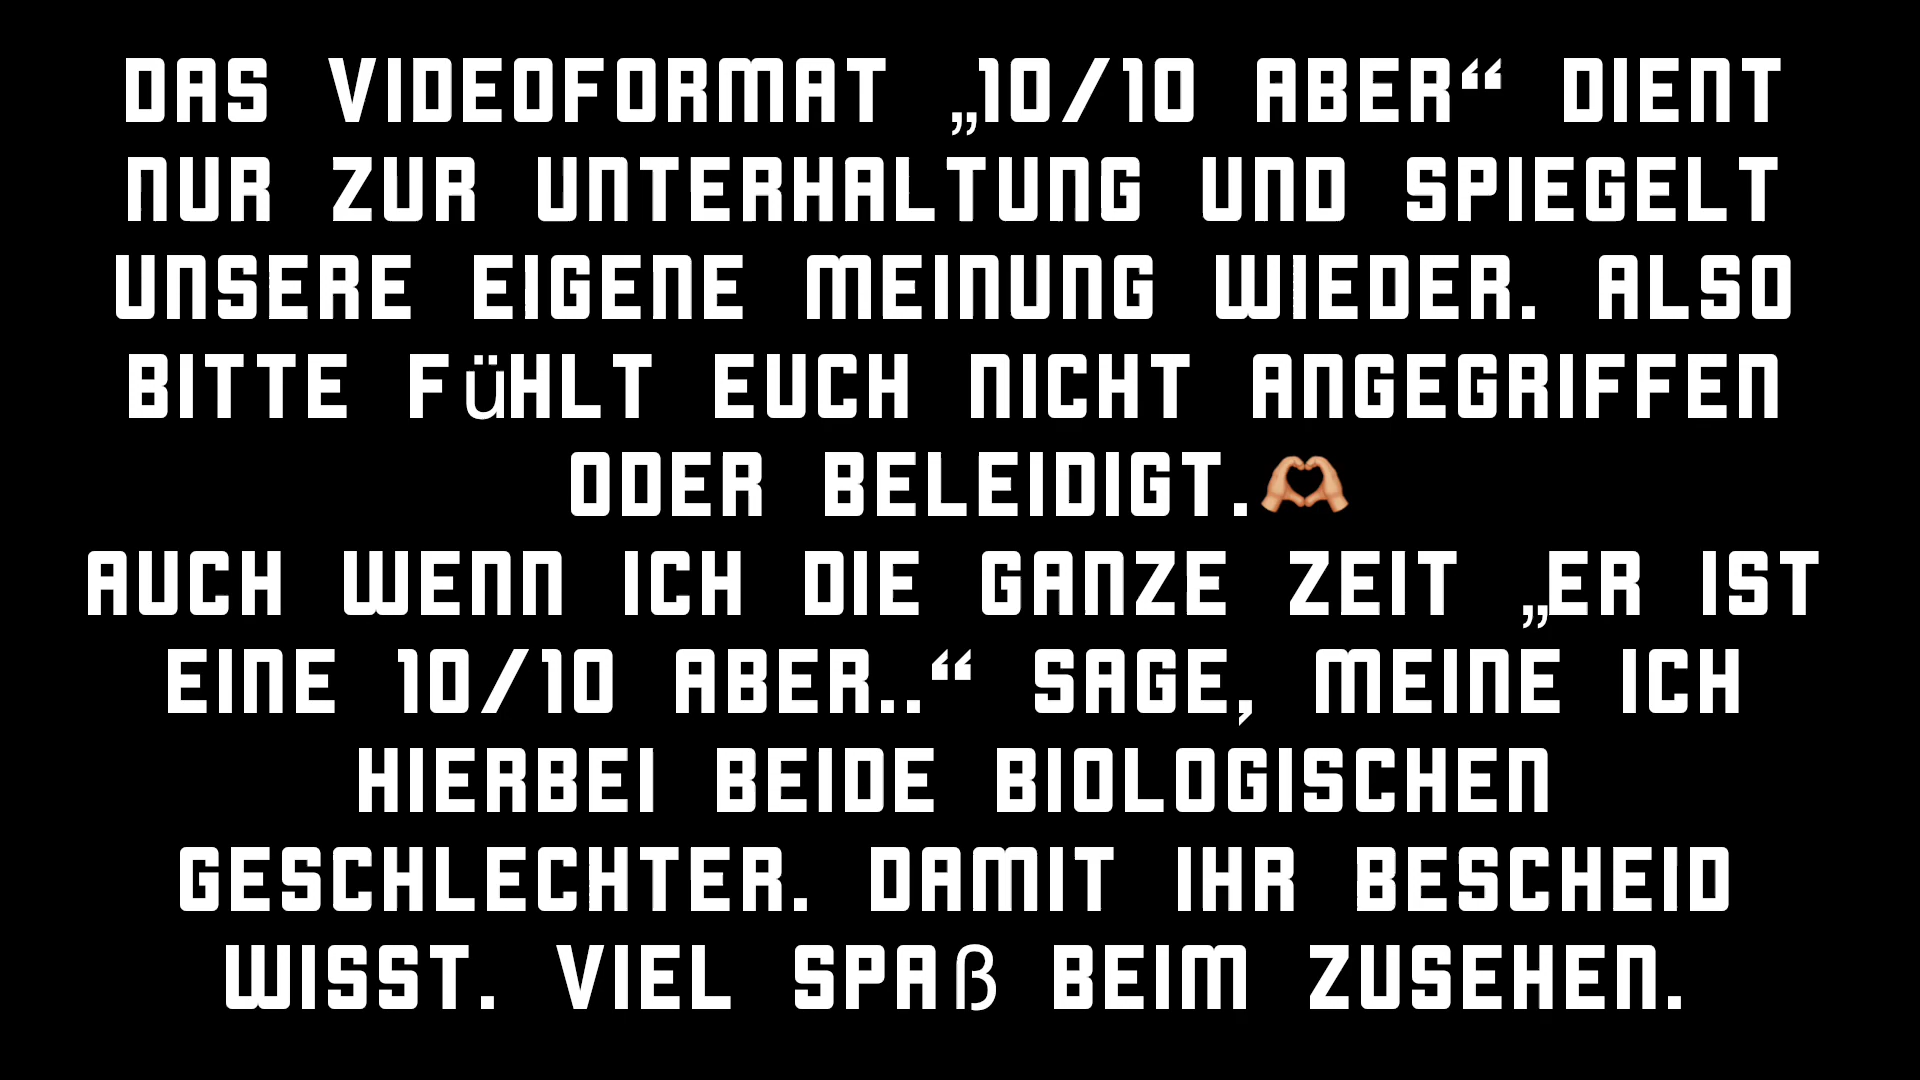 DAS VIDEOFORMAT „10/10 ABER“ DIENT
NUR ZUR UNTERHALTUNG UND SPIEGELT
UNSERE EIGENE MEINUNG WIEDER. ALSO
BITTE FüHLT EUCH NICHT ANGEGRIFFEN
ODER BELEIDIGT.🫶🏼
AUCH WENN ICH DIE GANZE ZEIT „ER IST
EINE 10/10 ABER..“ SAGE, MEINE ICH
HIERBEI BEIDE BIOLOGISCHEN
GESCHLECHTER. DAMIT IHR BESCHEID
WISST. VIEL SPAß BEIM ZUSEHEN.